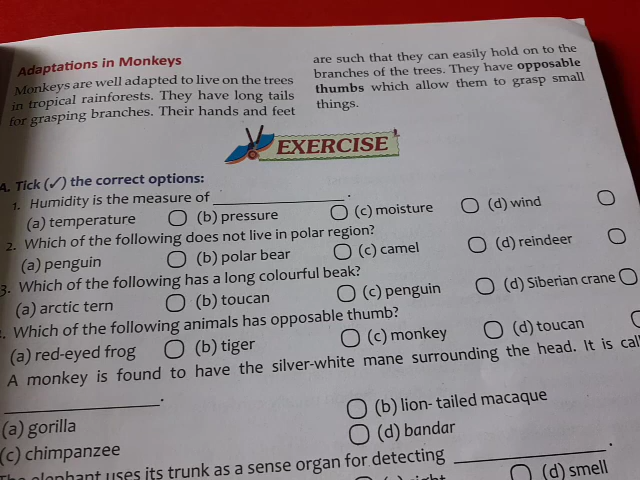 Adaptations in Monkeys
Monkeys are well adapted to live on the trees
in tropical rainforests. They have long tails
for grasping branches. Their hands and feet
are such that they can easily hold on to the
branches of the trees. They have opposable
thumbs which allow them to grasp small
things.
EXERCISE
A. Tick (✓) the correct options:
1. Humidity is the measure of ____________.
(a) temperature (b) pressure (c) moisture (d) wind
2. Which of the following does not live in polar region?
(a) penguin (b) polar bear (c) camel (d) reindeer
3. Which of the following has a long colourful beak?
(a) arctic tern (b) toucan (c) penguin (d) Siberian crane
Which of the following animals has opposable thumb?
(a) red-eyed frog (b) tiger (c) monkey (d) toucan
A monkey is found to have the silver-white mane surrounding the head. It is
____________.
(a) gorilla (b) lion- tailed macaque
(c) chimpanzee (d) bandar
elephant uses its trunk as a sense organ for detecting ____________.
(d) smell